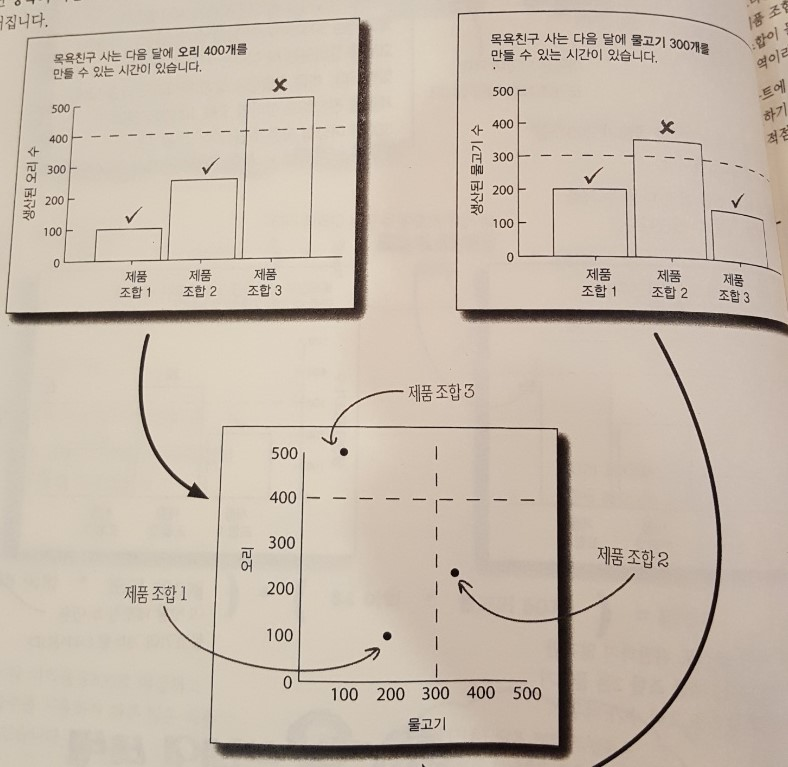 어집니다.
목욕친구 사는 다음 달에 오리 400개를
만들 수 있는 시간이 있습니다.
500
400
300
200
100
0
생산된 오리 수
제품
조합 1
제품
조합 2
제품
조합 3
목욕친구 사는 다음 달에 물고기 300개를
만들 수 있는 시간이 있습니다.
500
400
300
200
100
0
생산된 물고기 수
제품
조합 1
제품
조합 2
제품
조합 3
하기
제품 조합 3
500
400
300
200
100
0
오리
100 200 300 400 500
물고기
제품 조합 1
제품 조합 2